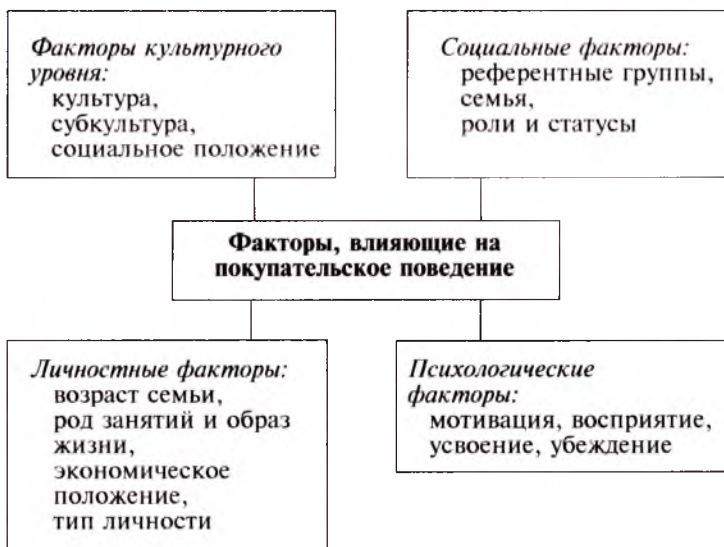 Факторы культурного
уровня:
культура,
субкультура,
социальное положение
Социальные факторы:
референтные группы,
семья,
роли и статусы
Факторы, влияющие на
покупательское поведение
Личностные факторы:
возраст семьи,
род занятий и образ
жизни,
экономическое
положение,
тип личности
Психологические
факторы:
мотивация, восприятие,
усвоение, убеждение